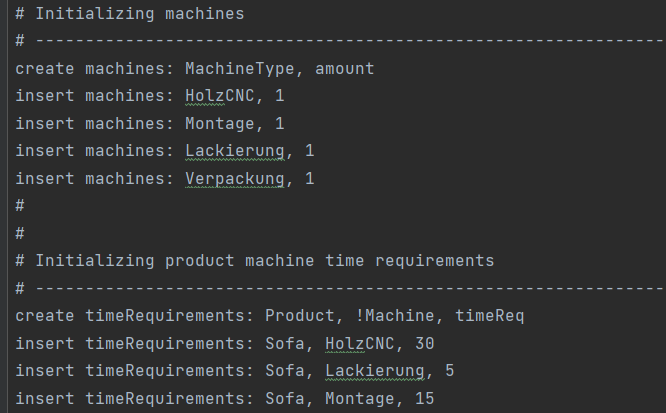 # Initializing machines
# ---------------------------------------------------------------
create machines: MachineType, amount
insert machines: HolzCNC, 1
insert machines: Montage, 1
insert machines: Lackierung, 1
insert machines: Verpackung, 1
#
#
# Initializing product machine time requirements
# ---------------------------------------------------------------
create timeRequirements: Product, !Machine, timeReq
insert timeRequirements: Sofa, HolzCNC, 30
insert timeRequirements: Sofa, Lackierung, 5
insert timeRequirements: Sofa, Montage, 15